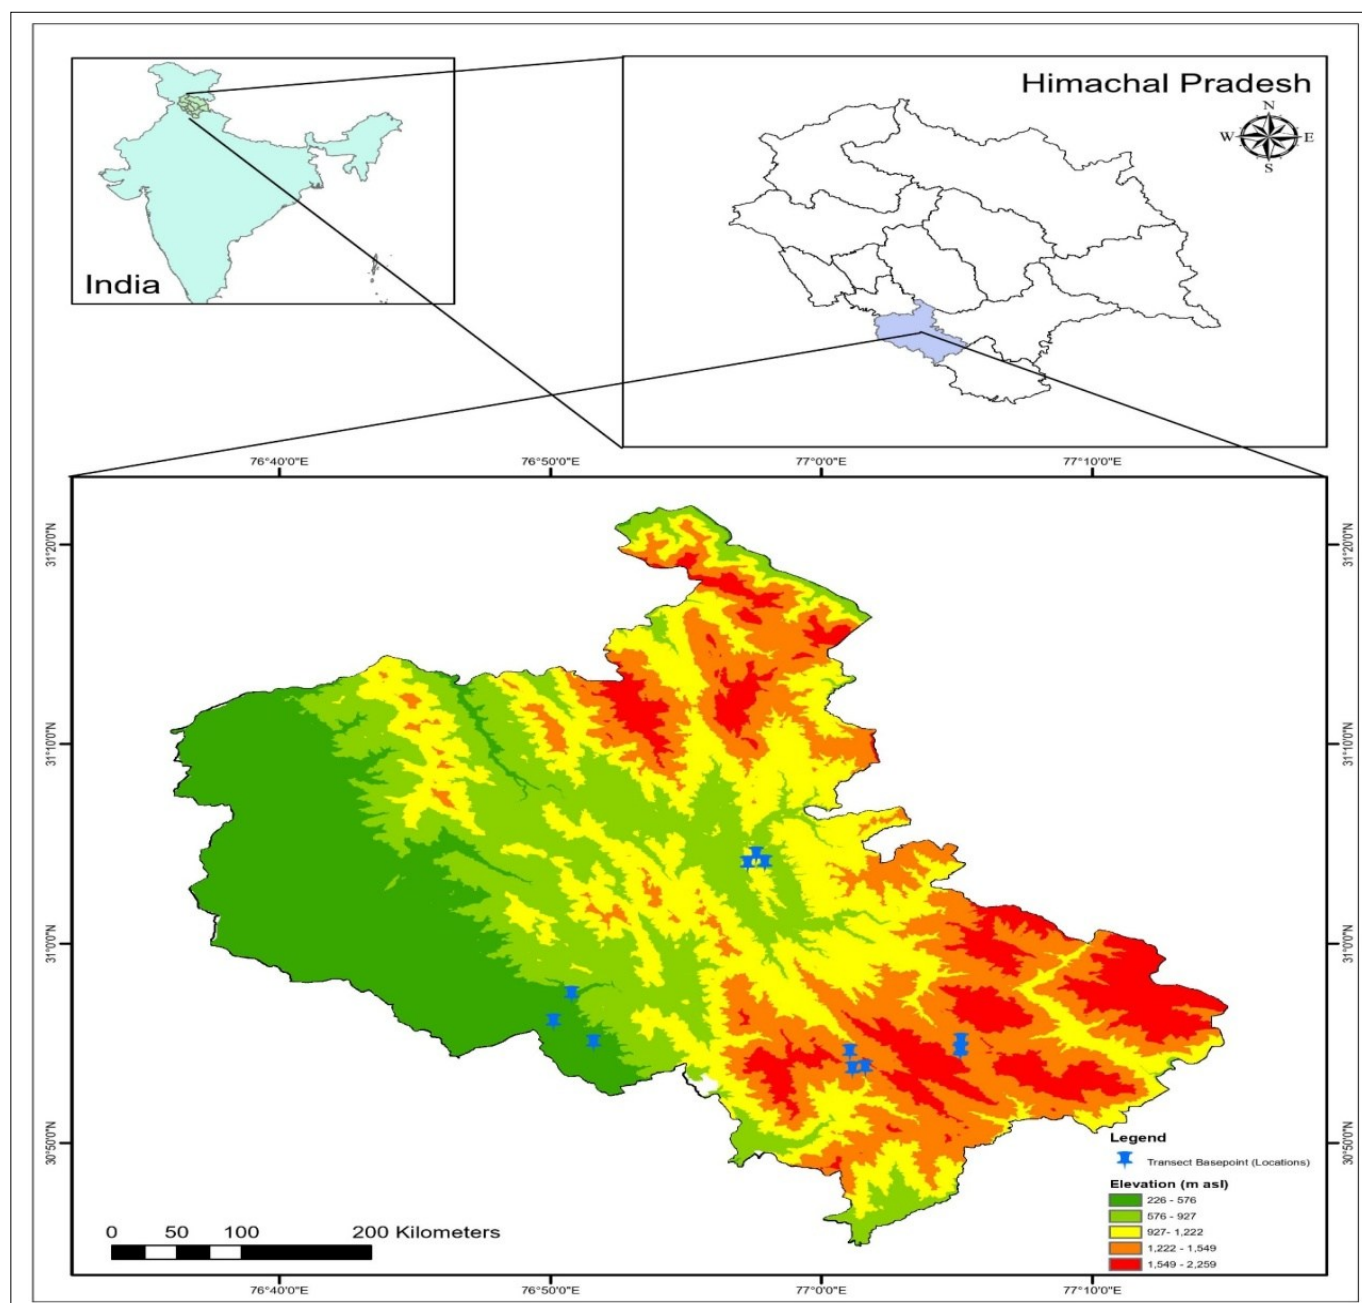 Himachal Pradesh
N
W E
S
India
76°40'0"E 76°50'0"E 77°0'0"E 77°10'0"E
31°20'0"N 31°20'0"N
31°10'0"N 31°10'0"N
31°0'0"N 31°0'0"N
30°50'0"N 30°50'0"N
Legend
Transect Basepoint (Locations)
Elevation (m asl)
226 - 576
576 - 927
927- 1,222
1,222 - 1,549
1,549 - 2,259
0 50 100 200 Kilometers
76°40'0"E 76°50'0"E 77°0'0"E 77°10'0"E